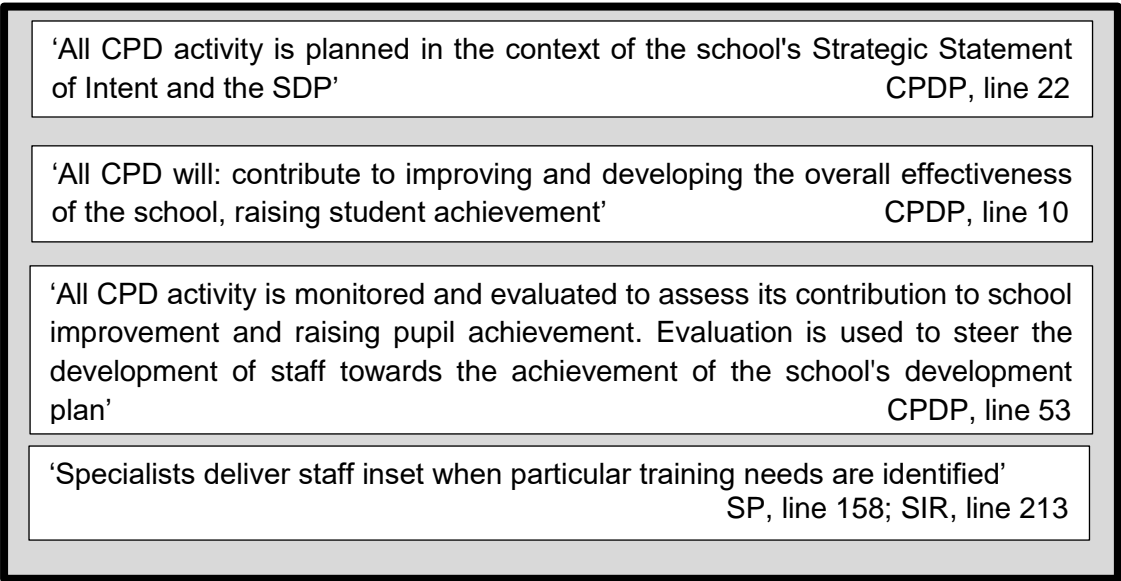 ‘All CPD activity is planned in the context of the school's Strategic Statement
of Intent and the SDP’ CPDP, line 22
‘All CPD will: contribute to improving and developing the overall effectiveness
of the school, raising student achievement’ CPDP, line 10
‘All CPD activity is monitored and evaluated to assess its contribution to school
improvement and raising pupil achievement. Evaluation is used to steer the
development of staff towards the achievement of the school's development
plan’ CPDP, line 53
‘Specialists deliver staff inset when particular training needs are identified’
SP, line 158; SIR, line 213